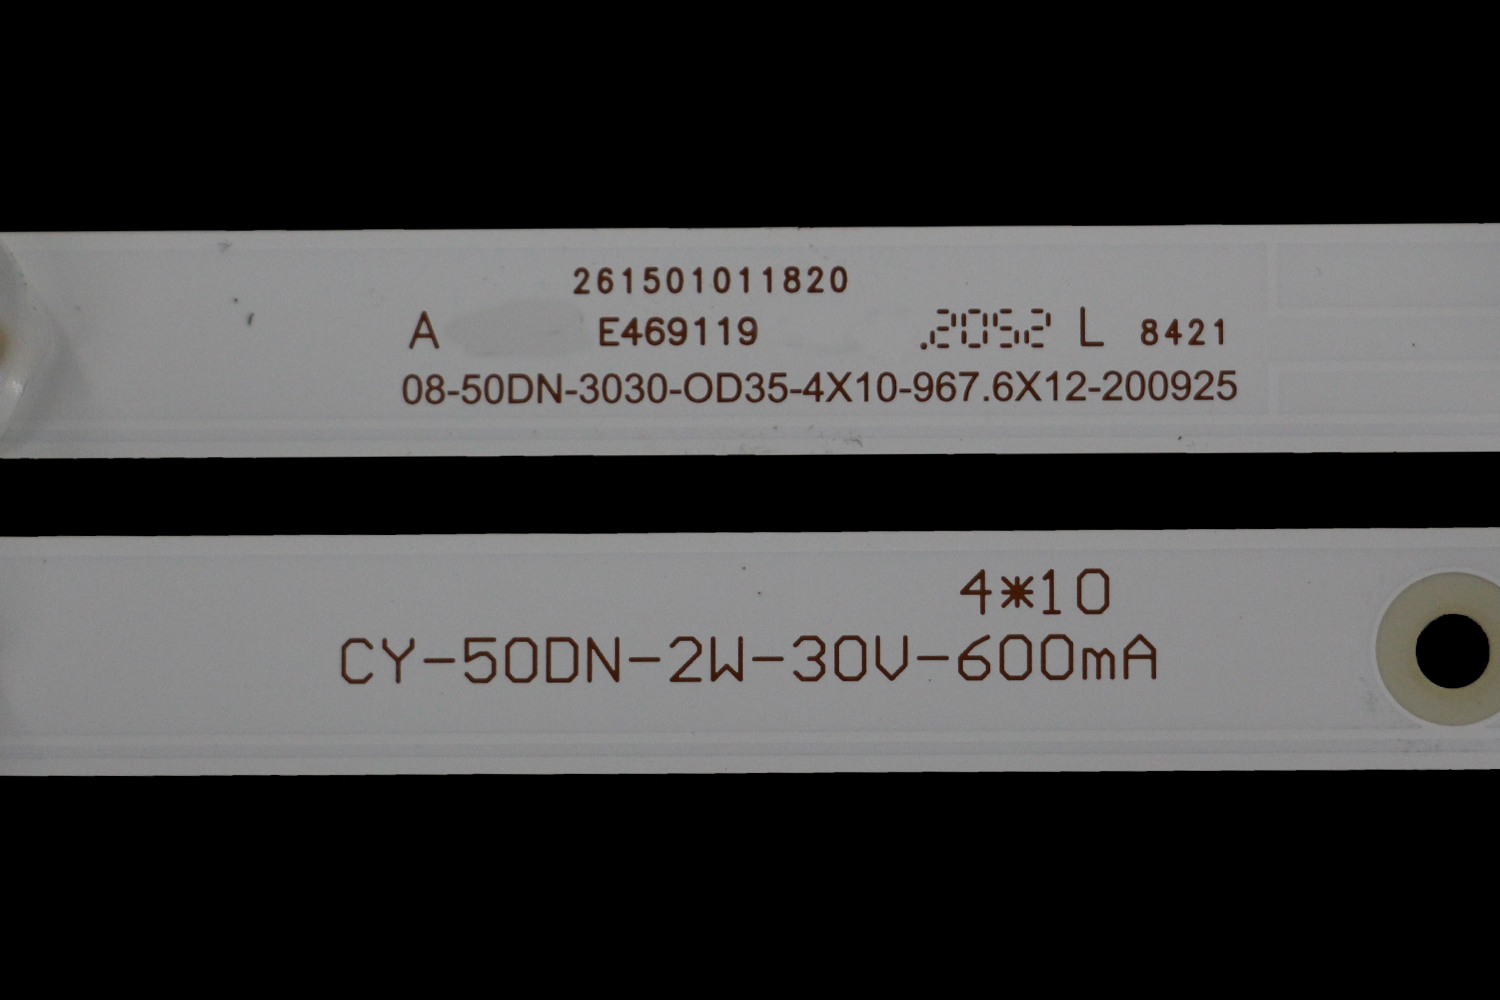 261501011820
A E469119 .2052 L 8421
08-50DN-3030-OD35-4X10-967.6X12-200925
4*10
CY-50DN-2W-30V-600mA